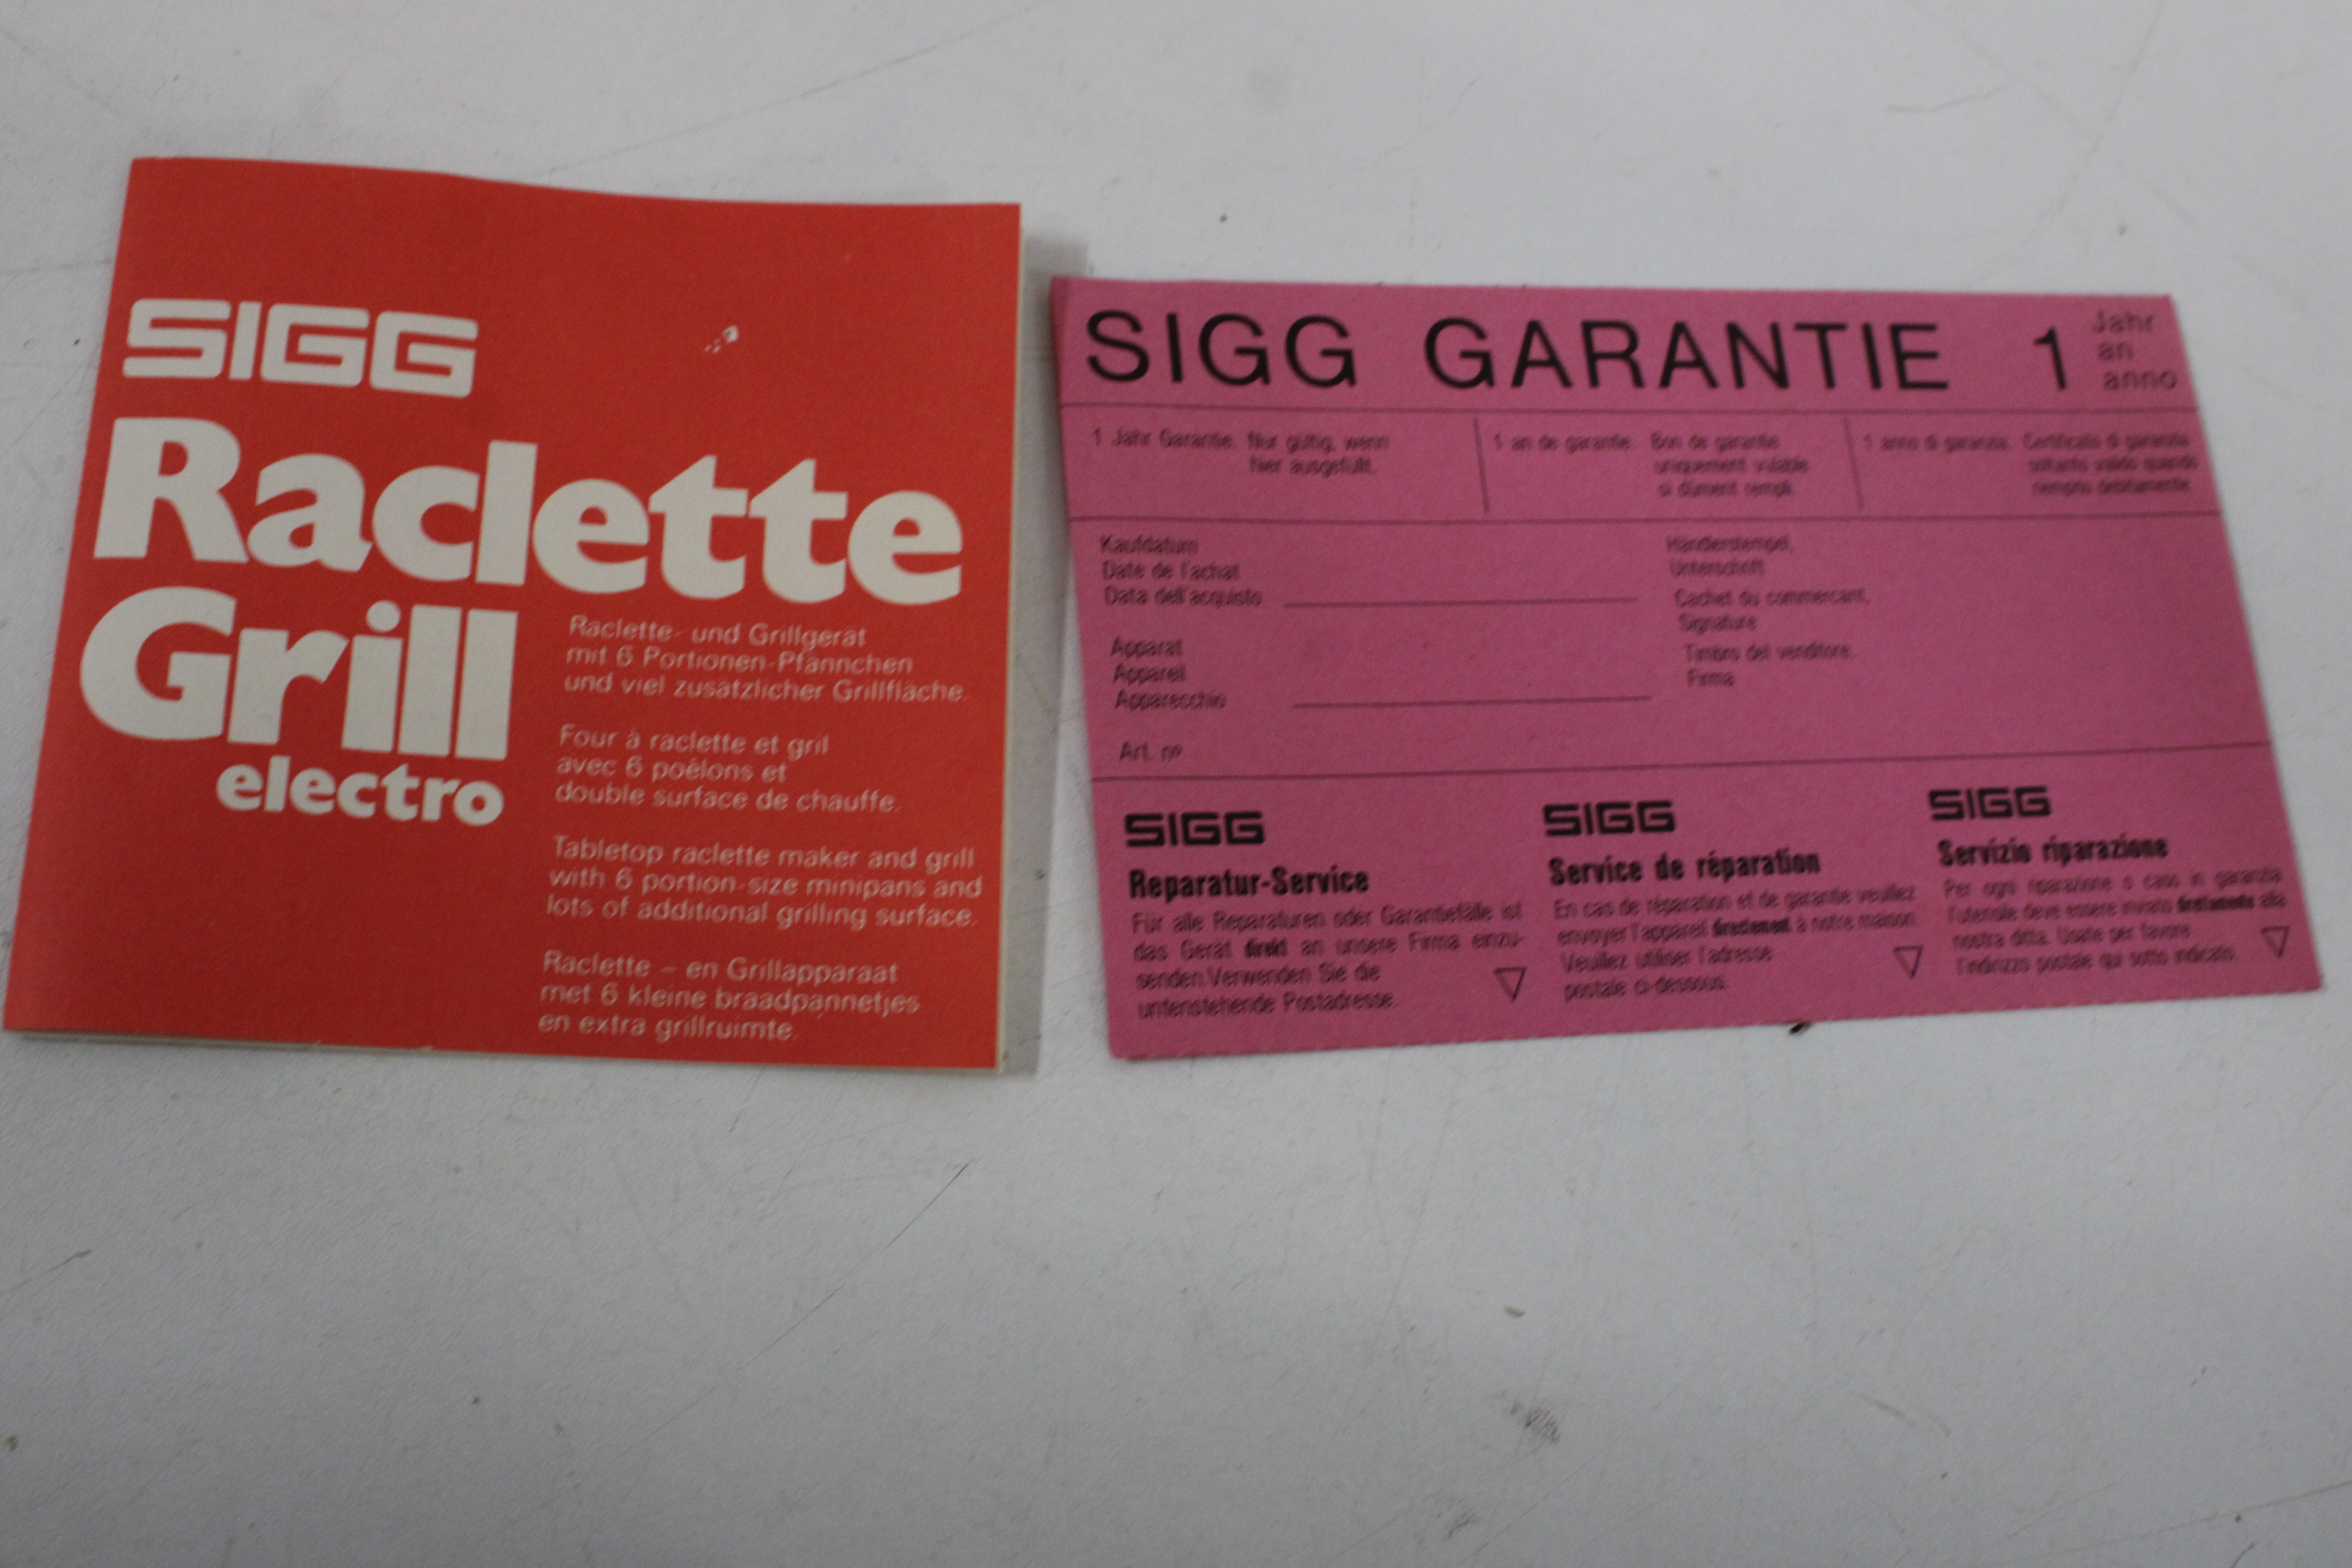 SIGG
Raclette
Grill
electro
Raclette- und Grillgerät
mit 6 Portionen-Pfännchen
und viel zusätzlicher Grillfläche.
Four à raclette et gril
avec 6 poêlons et
double surface de chauffe.
Tabletop raclette maker and grill
with 6 portion-size minipans and
lots of additional grilling surface.
Raclette – en Grillapparaat
met 6 kleine braadpannetjes
en extra grillruimte.
SIGG GARANTIE 1
Jahr
an
anno
1 Jahr Garantie. Nur gültig, wenn
hier ausgefüllt.
1 an de garantie. Bon de garantie
uniquement valable
si dûment rempli.
1 anno di garanzia. Certificato di garanzia
soltanto valido quando
riempito debitamente.
Kaufdatum
Date de l'achat
Data dell'acquisto
Apparat
Appareil
Apparecchio
Art. nº
Händlerstempel,
Unterschrift
Cachet du commerçant,
Signature
Timbro del venditore,
Firma
SIGG
Reparatur-Service
Für alle Reparaturen oder Garantiefälle ist
das Gerät direkt an unsere Firma einzu-
senden. Verwenden Sie die
untenstehende Postadresse.
SIGG
Service de réparation
En cas de réparation et de garantie veuillez
envoyer l'appareil directement à notre maison.
Veuillez utiliser l'adresse
postale ci-dessous.
SIGG
Servizio riparazione
Per ogni riparazione o caso in garanzia
l'utensile deve essere inviato direttamente alla
nostra ditta. Usate per favore
l'indirizzo postale qui sotto indicato.